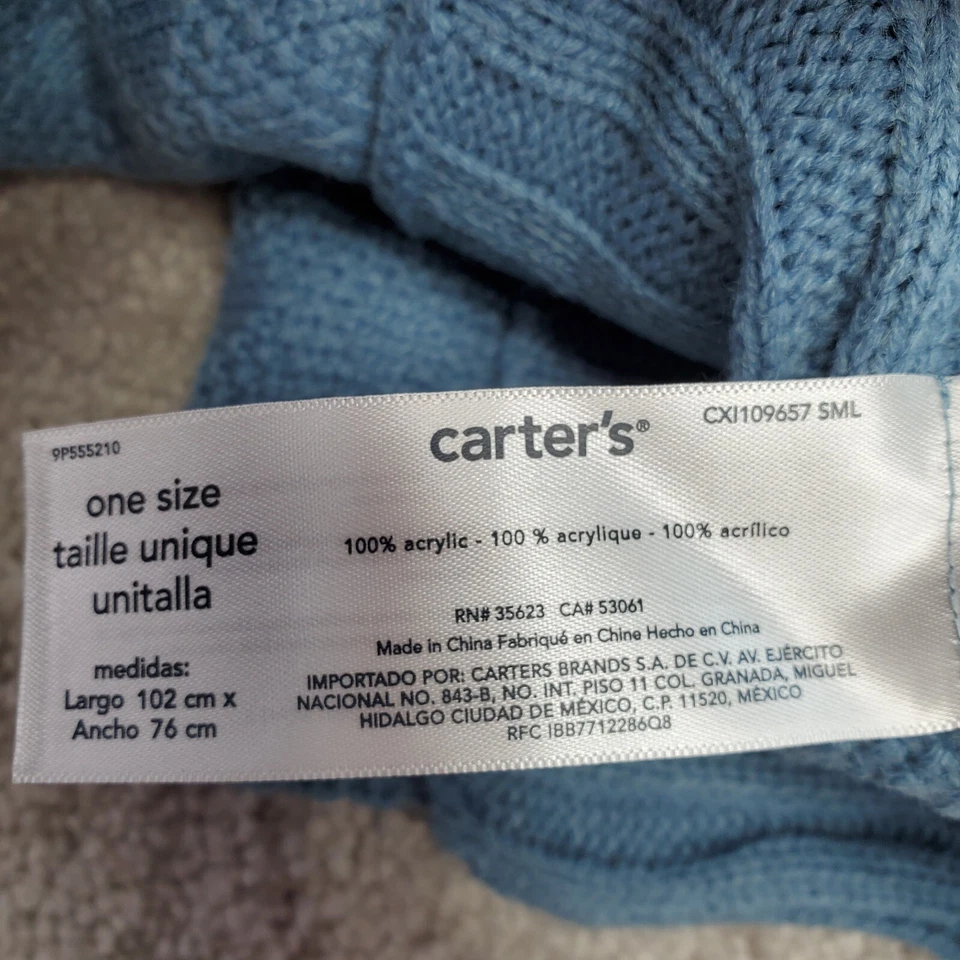 9P555210
carter's®
CXI109657 SML
one size
taille unique
unitalla
100% acrylic - 100 % acrylique - 100% acrílico
medidas:
Largo 102 cm x
Ancho 76 cm
RN# 35623 CA# 53061
Made in China Fabriqué en Chine Hecho en China
IMPORTADO POR: CARTERS BRANDS S.A. DE C.V. AV. EJÉRCITO
NACIONAL NO. 843-B, NO. INT. PISO 11 COL. GRANADA, MIGUEL
HIDALGO CIUDAD DE MÉXICO, C.P. 11520, MÉXICO
RFC IBB7712286Q8